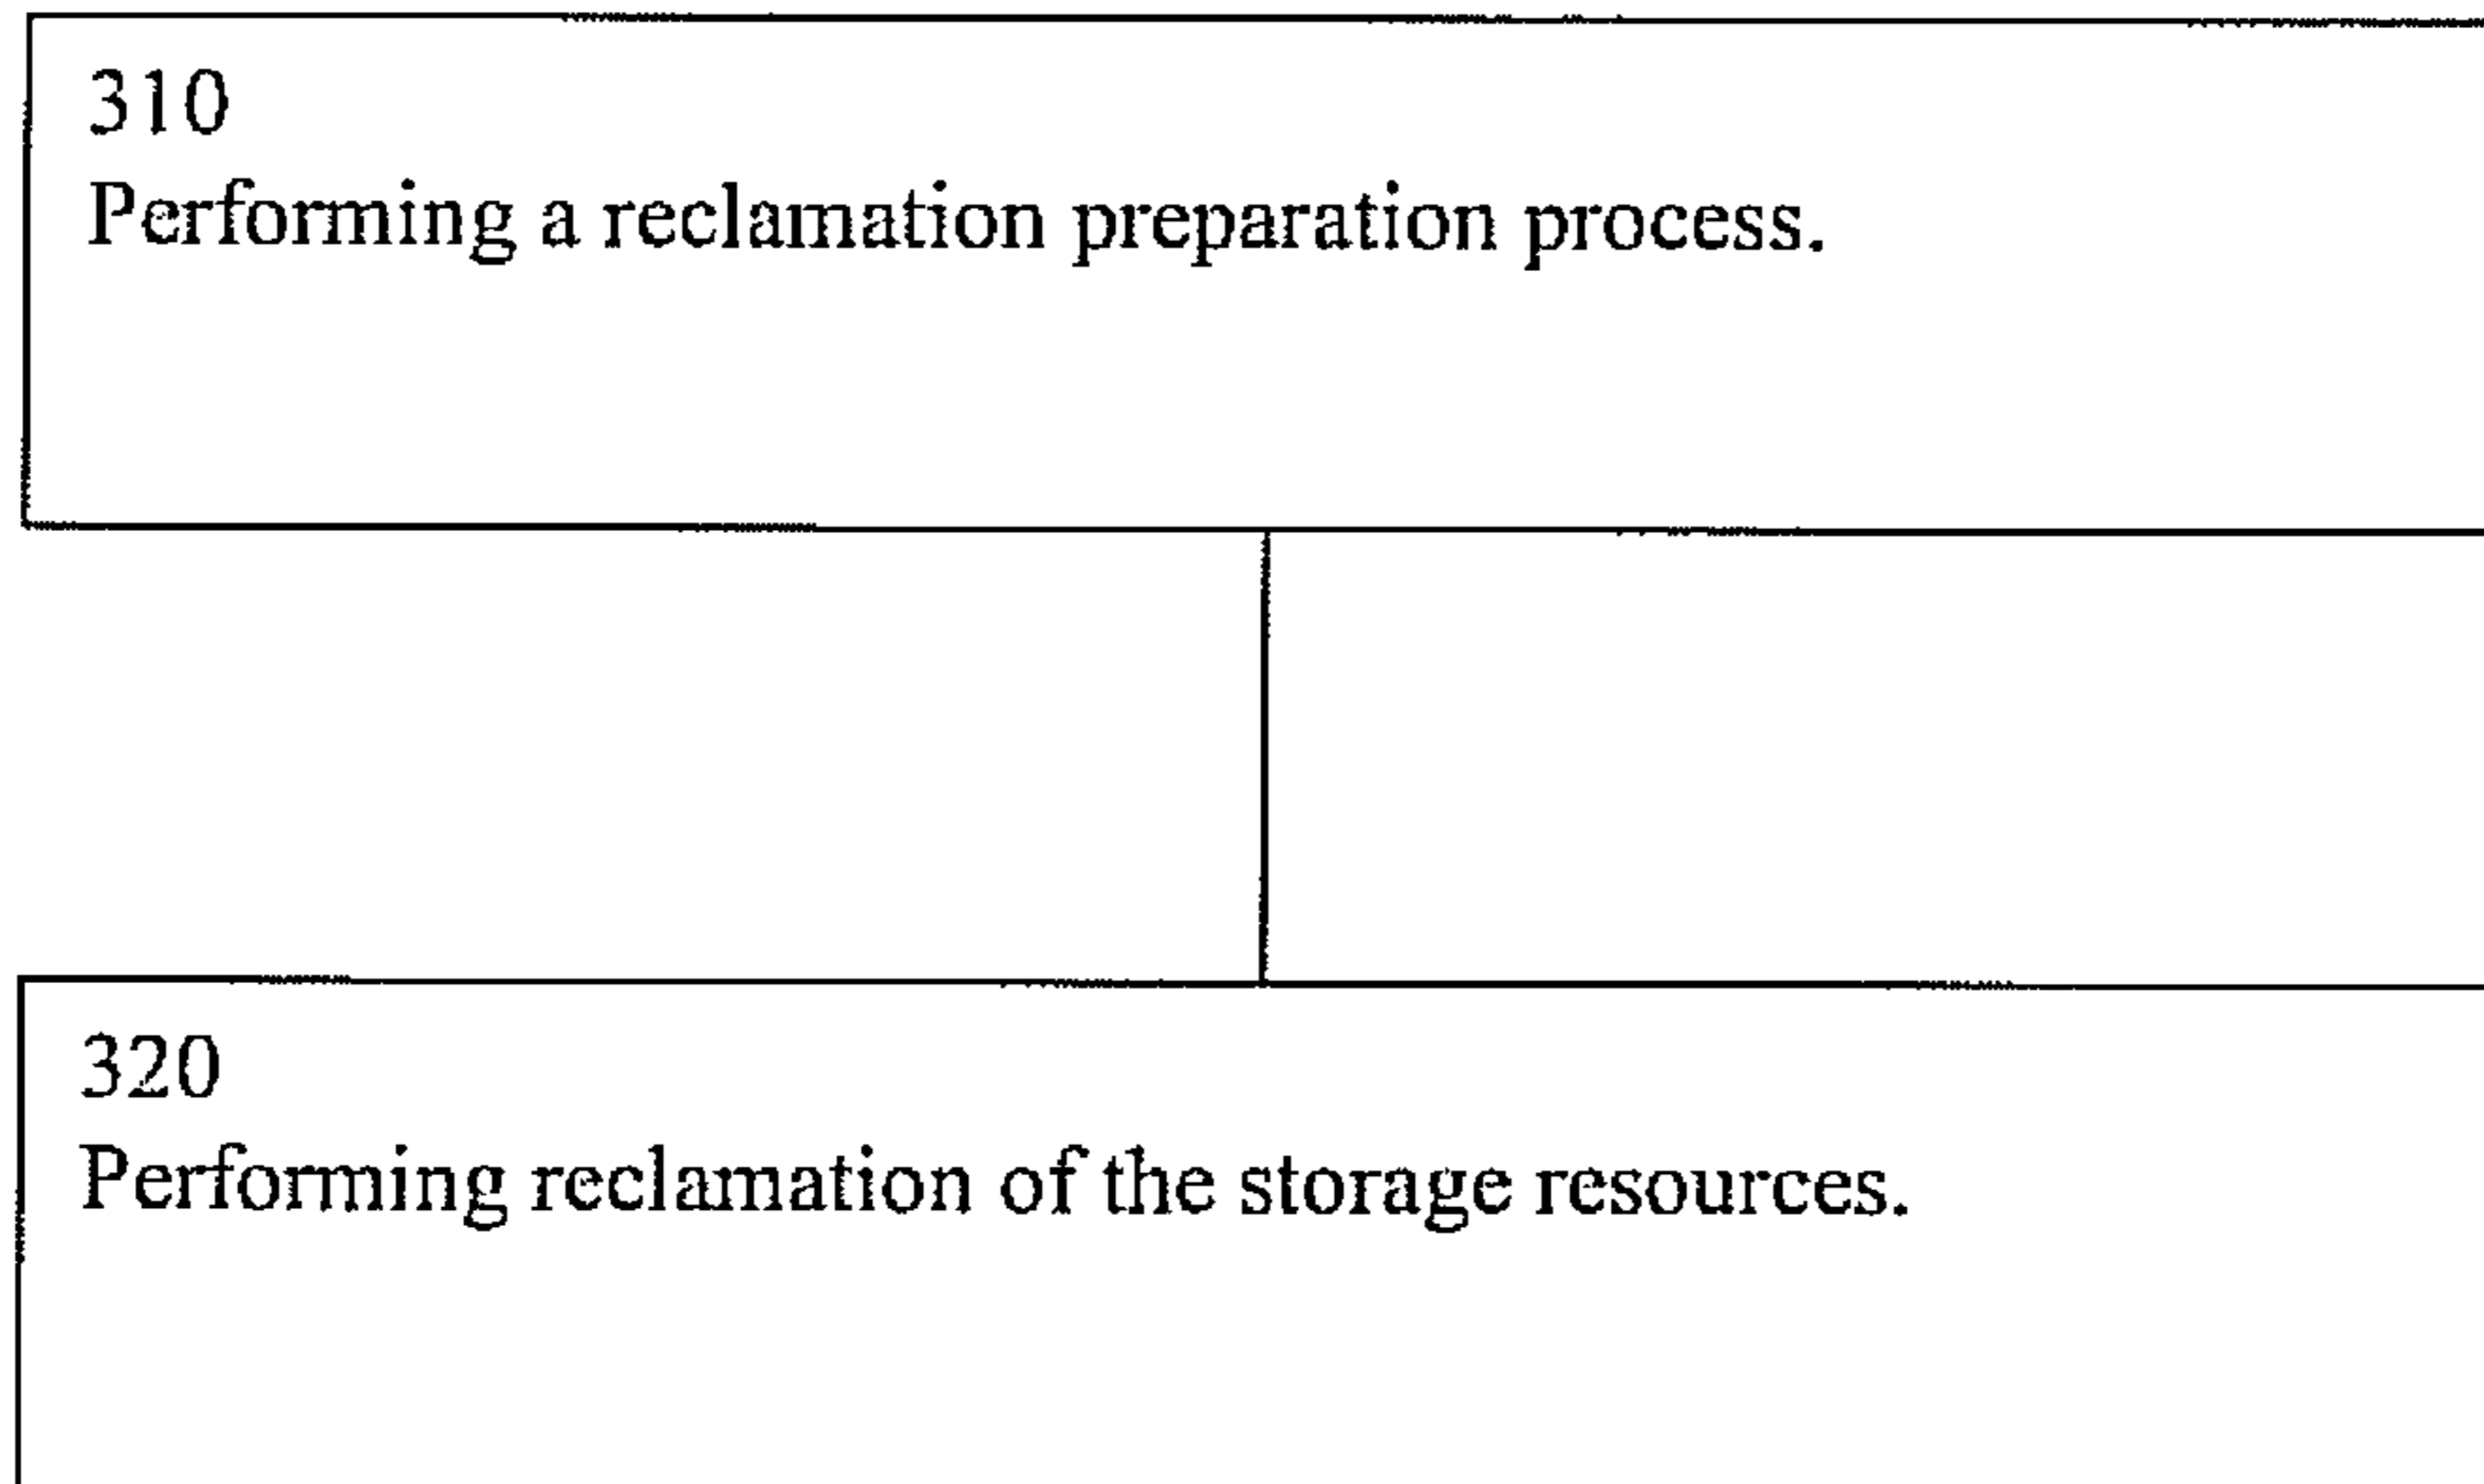 310
Performing a reclamation preparation process.
320
Performing reclamation of the storage resources.